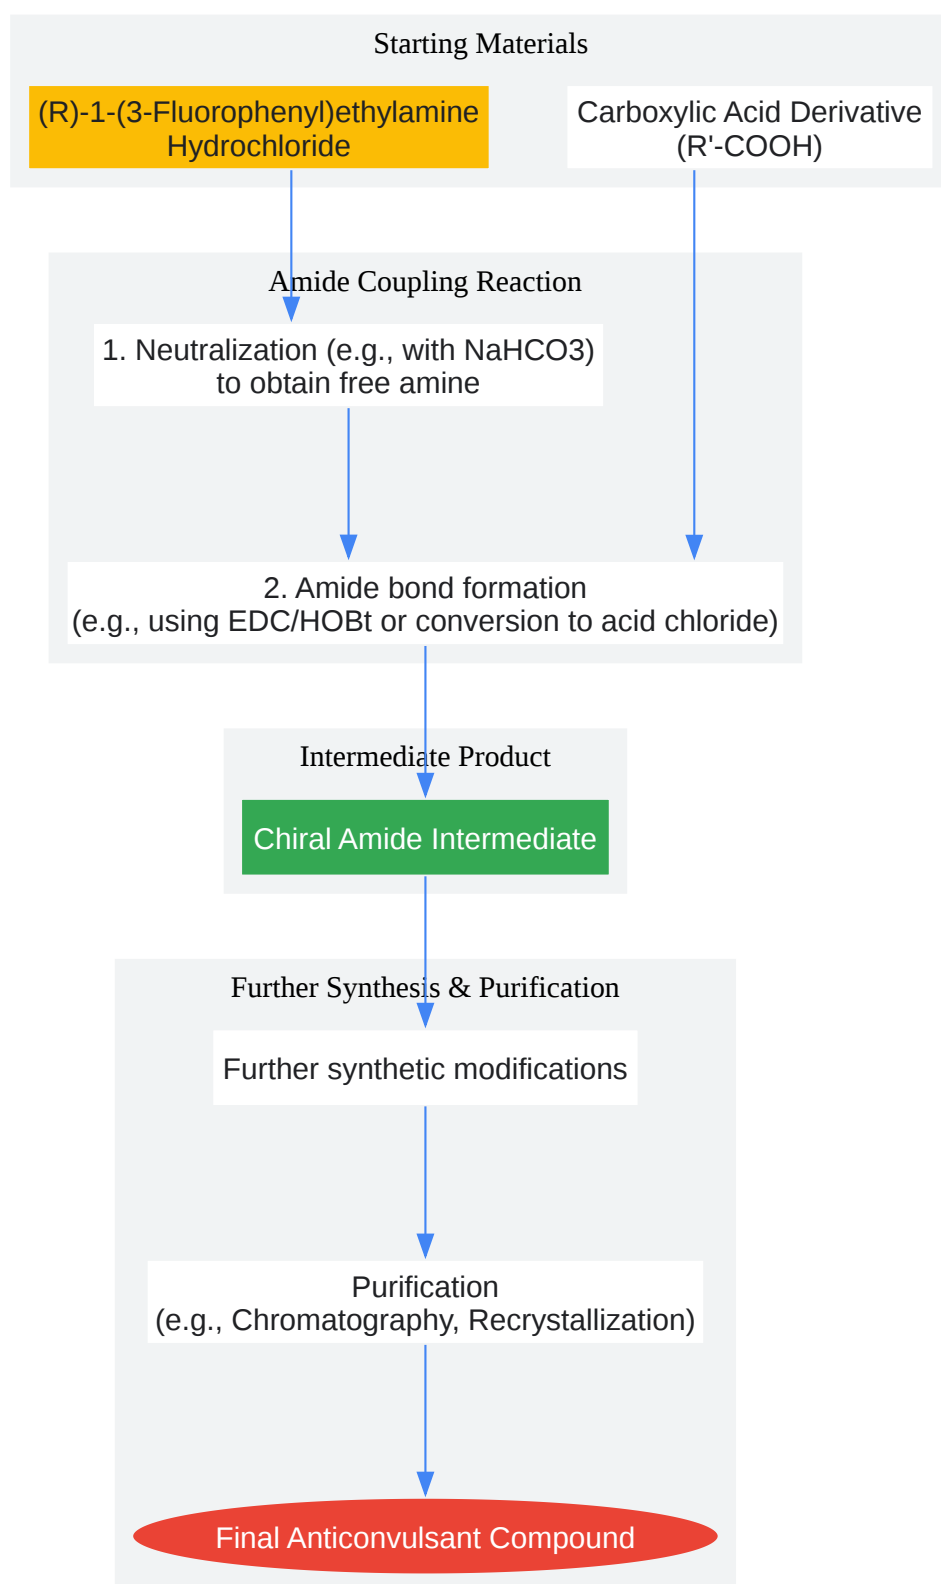 Starting Materials
(R)-1-(3-Fluorophenyl)ethylamine
Hydrochloride
Carboxylic Acid Derivative
(R'-COOH)
Amide Coupling Reaction
1. Neutralization (e.g., with NaHCO3)
to obtain free amine
2. Amide bond formation
(e.g., using EDC/HOBt or conversion to acid chloride)
Intermediate Product
Chiral Amide Intermediate
Further Synthesis & Purification
Further synthetic modifications
Purification
(e.g., Chromatography, Recrystallization)
Final Anticonvulsant Compound